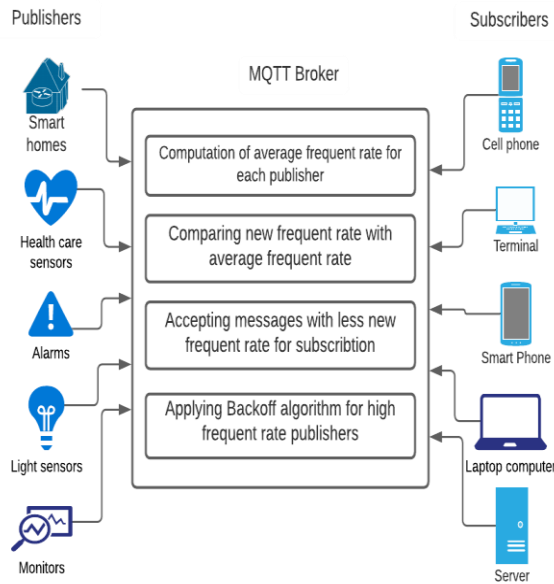 Publishers
Subscribers
MQTT Broker
Smart
homes
Health care
sensors
Alarms
Light sensors
Monitors
Computation of average frequent rate for
each publisher
Comparing new frequent rate with
average frequent rate
Accepting messages with less new
frequent rate for subscribtion
Applying Backoff algorithm for high
frequent rate publishers
Cell phone
Terminal
Smart Phone
Laptop computer
Server